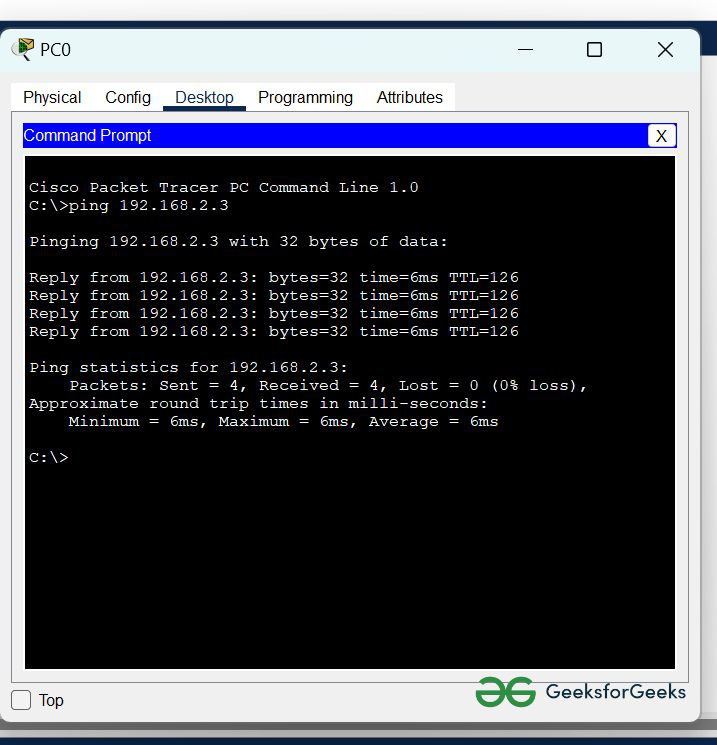 PC0
Physical Config Desktop Programming Attributes
Command Prompt X
Cisco Packet Tracer PC Command Line 1.0
C:\>ping 192.168.2.3
Pinging 192.168.2.3 with 32 bytes of data:
Reply from 192.168.2.3: bytes=32 time=6ms TTL=126
Reply from 192.168.2.3: bytes=32 time=6ms TTL=126
Reply from 192.168.2.3: bytes=32 time=6ms TTL=126
Reply from 192.168.2.3: bytes=32 time=6ms TTL=126
Ping statistics for 192.168.2.3:
    Packets: Sent = 4, Received = 4, Lost = 0 (0% loss),
Approximate round trip times in milli-seconds:
    Minimum = 6ms, Maximum = 6ms, Average = 6ms
C:\>
Top
GeeksforGeeks